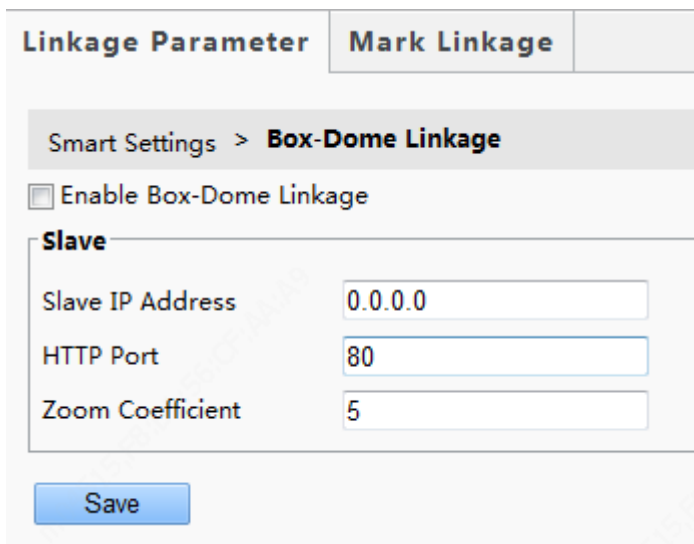 Linkage Parameter Mark Linkage
Smart Settings > Box-Dome Linkage
Enable Box-Dome Linkage
Slave
Slave IP Address 0.0.0.0
HTTP Port 80
Zoom Coefficient 5
Save